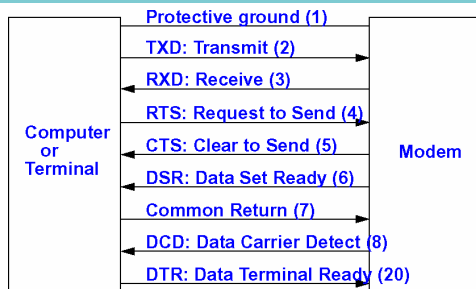 Protective ground (1)
TXD: Transmit (2)
RXD: Receive (3)
RTS: Request to Send (4)
CTS: Clear to Send (5)
DSR: Data Set Ready (6)
Common Return (7)
DCD: Data Carrier Detect (8)
DTR: Data Terminal Ready (20)
Computer
or
Terminal
Modem